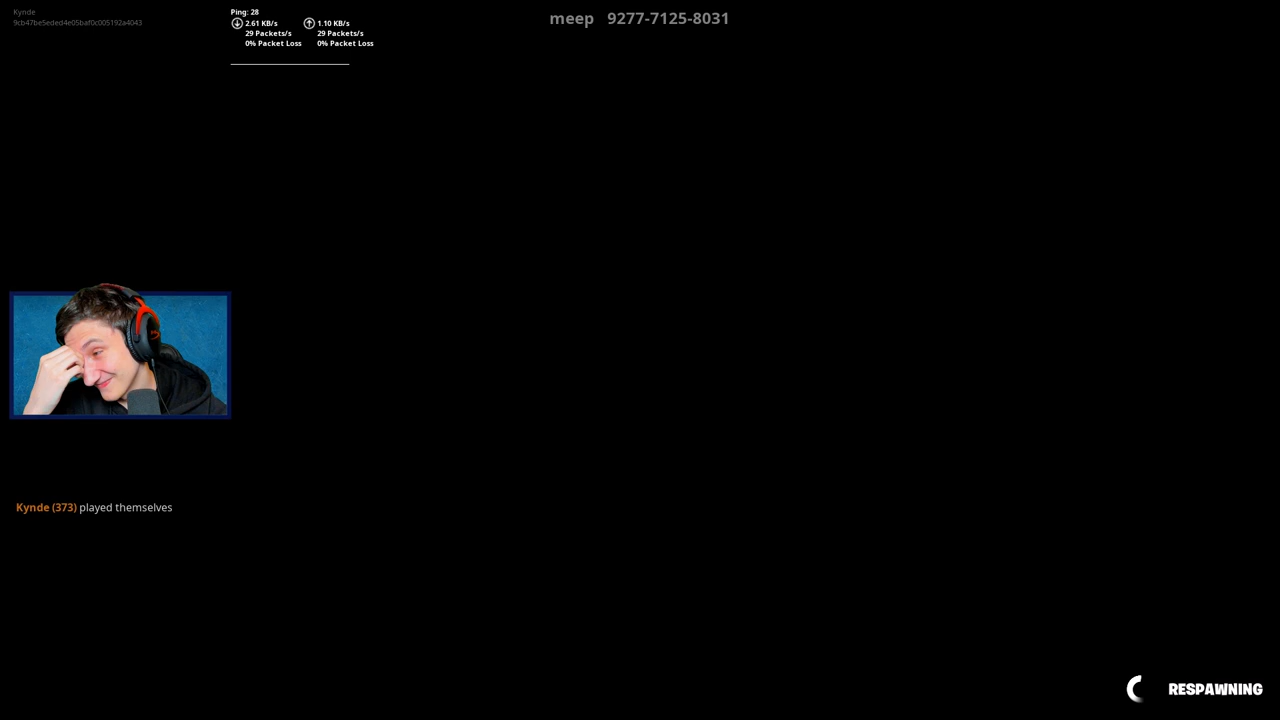 Kynde
9cb47be5eded4e05baf0c005192a4043
Ping: 28
2.61 KB/s 1.10 KB/s
29 Packets/s 29 Packets/s
0% Packet Loss 0% Packet Loss
meep 9277-7125-8031
Kynde (373) played themselves
RESPAWNING